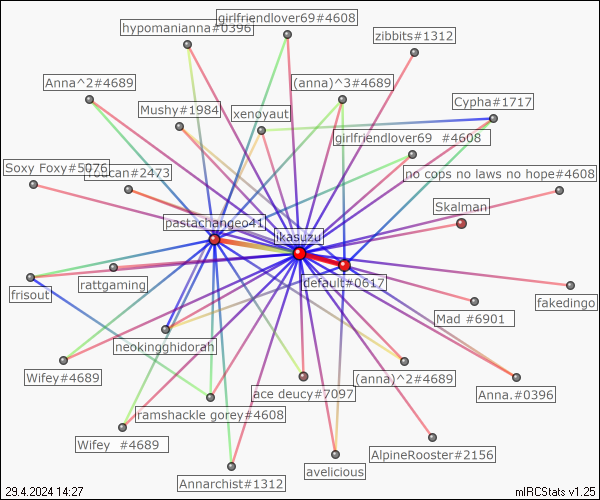 girlfriendlover69#4608
hypomanianna#0396
zibbits#1312
Anna^2#4689
(anna)^3#4689
Cypha#1717
Mushy#1984
xenoyaut
girlfriendlover69 #4608
Soxy Foxy#5072
#2473
no cops no laws no hope#4608
Skalman
pastachangeo41
ikasuzu
frisout
rattgaming
default#0617
fakedingo
Mad #6901
neokingghidorah
Wifey#4689
(anna)^2#4689
ace deucy#7097
Anna.#0396
ramshackle gorey#4608
Wifey #4689
AlpineRooster#2156
Annarchist#1312
avelicious
29.4.2024 14:27
mIRCStats v1.25